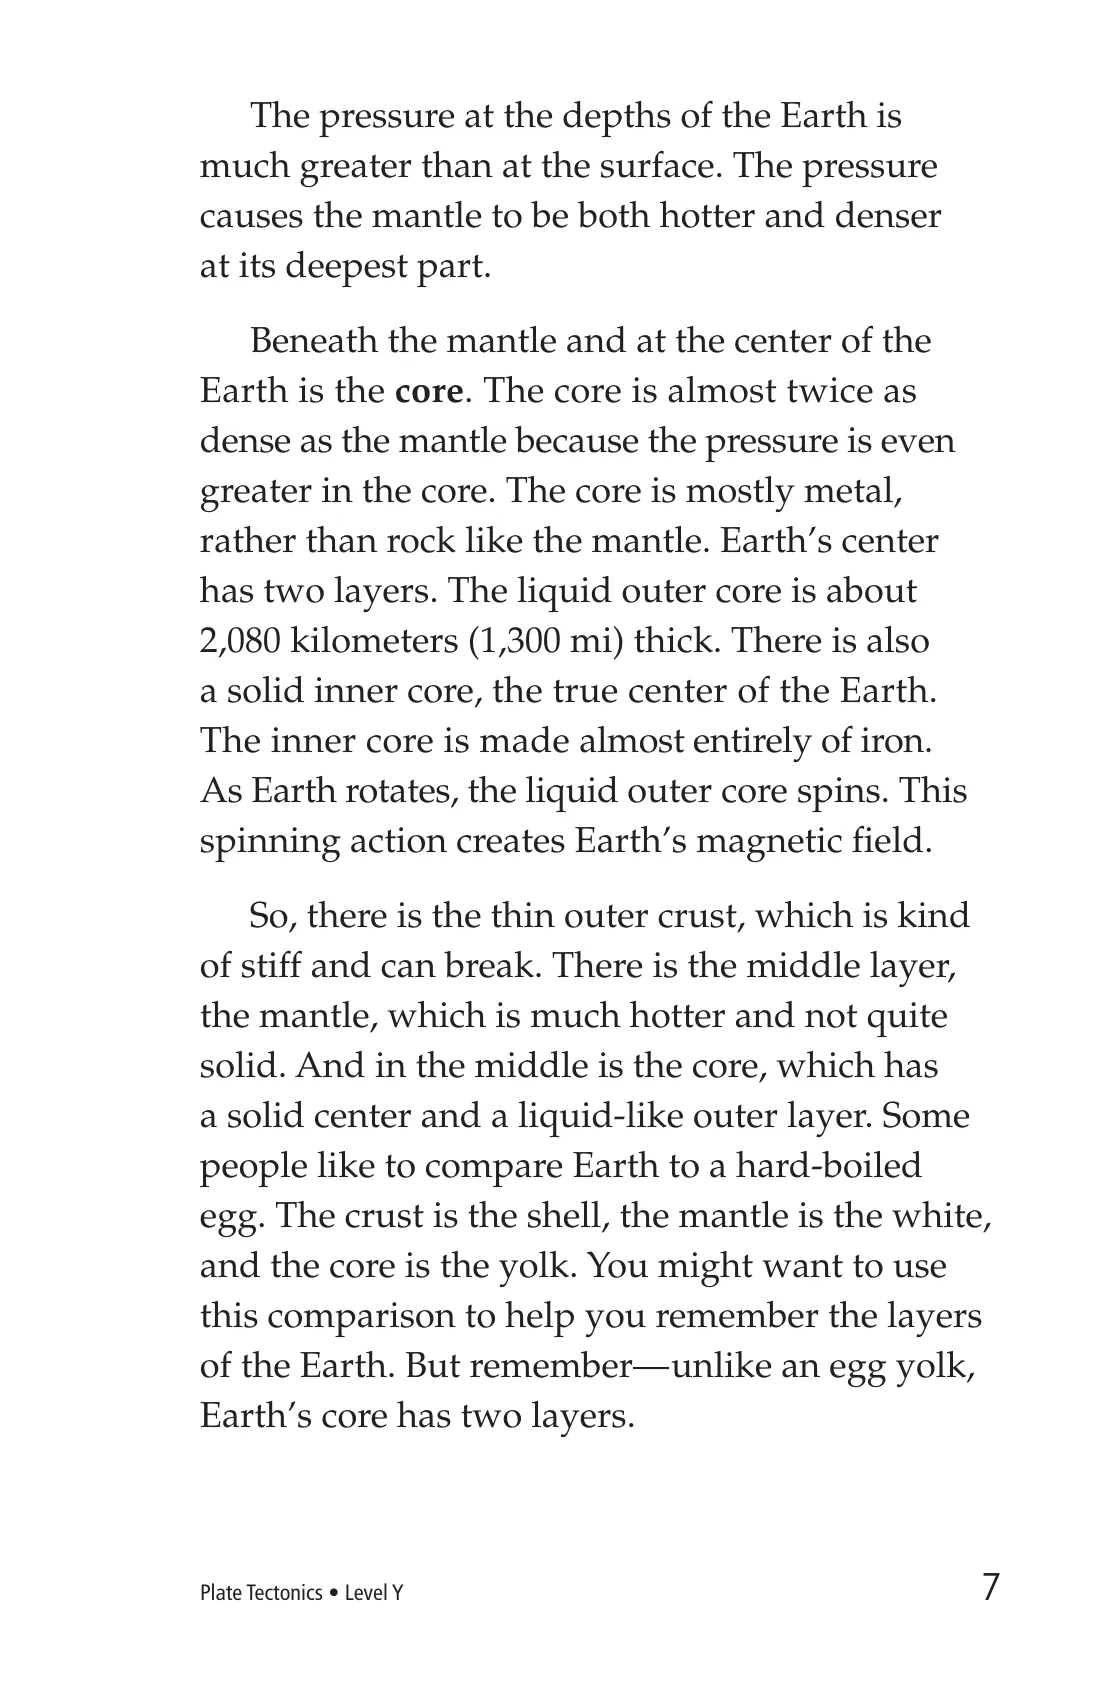 The pressure at the depths of the Earth is
much greater than at the surface. The pressure
causes the mantle to be both hotter and denser
at its deepest part.
Beneath the mantle and at the center of the
Earth is the core. The core is almost twice as
dense as the mantle because the pressure is even
greater in the core. The core is mostly metal,
rather than rock like the mantle. Earth’s center
has two layers. The liquid outer core is about
2,080 kilometers (1,300 mi) thick. There is also
a solid inner core, the true center of the Earth.
The inner core is made almost entirely of iron.
As Earth rotates, the liquid outer core spins. This
spinning action creates Earth’s magnetic field.
So, there is the thin outer crust, which is kind
of stiff and can break. There is the middle layer,
the mantle, which is much hotter and not quite
solid. And in the middle is the core, which has
a solid center and a liquid-like outer layer. Some
people like to compare Earth to a hard-boiled
egg. The crust is the shell, the mantle is the white,
and the core is the yolk. You might want to use
this comparison to help you remember the layers
of the Earth. But remember—unlike an egg yolk,
Earth’s core has two layers.
Plate Tectonics • Level Y 7